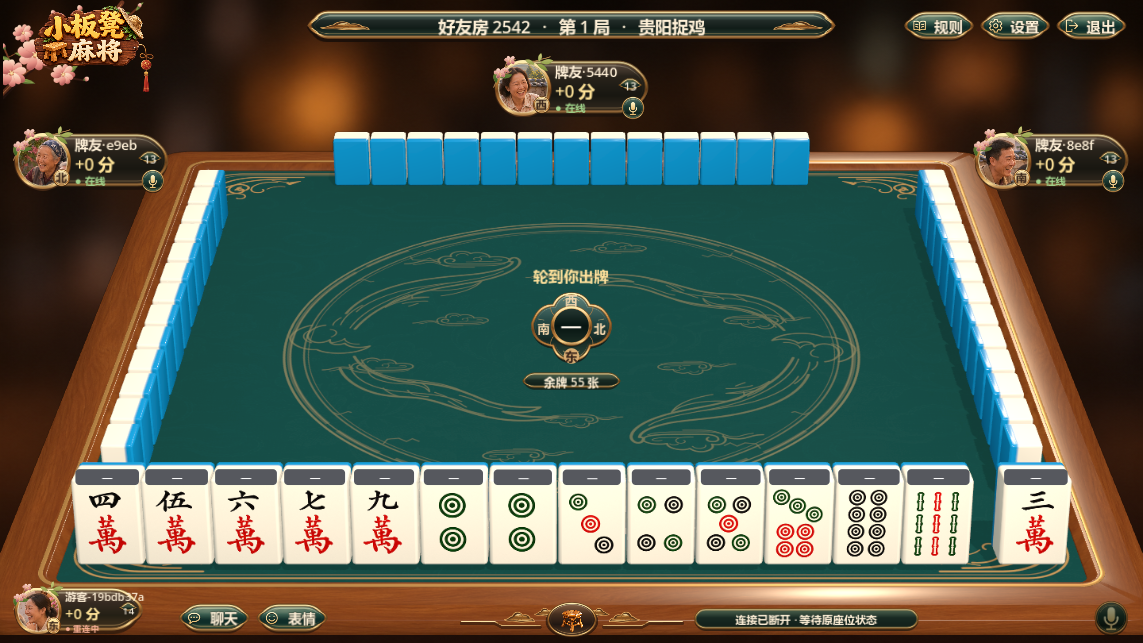 小板凳
麻将
好友房 2542 · 第 1 局 · 贵阳捉鸡
规则
设置
退出
牌友·5440
+0 分
13
西
在线
牌友·e9eb
+0 分
13
北
在线
牌友·8e8f
+0 分
13
南
在线
轮到你出牌
西
南
一
北
东
余牌 55 张
四萬
伍萬
六萬
七萬
九萬
三萬
游客-19bdb37a
+0 分
14
东
重连中
聊天
表情
连接已断开 · 等待原座位状态